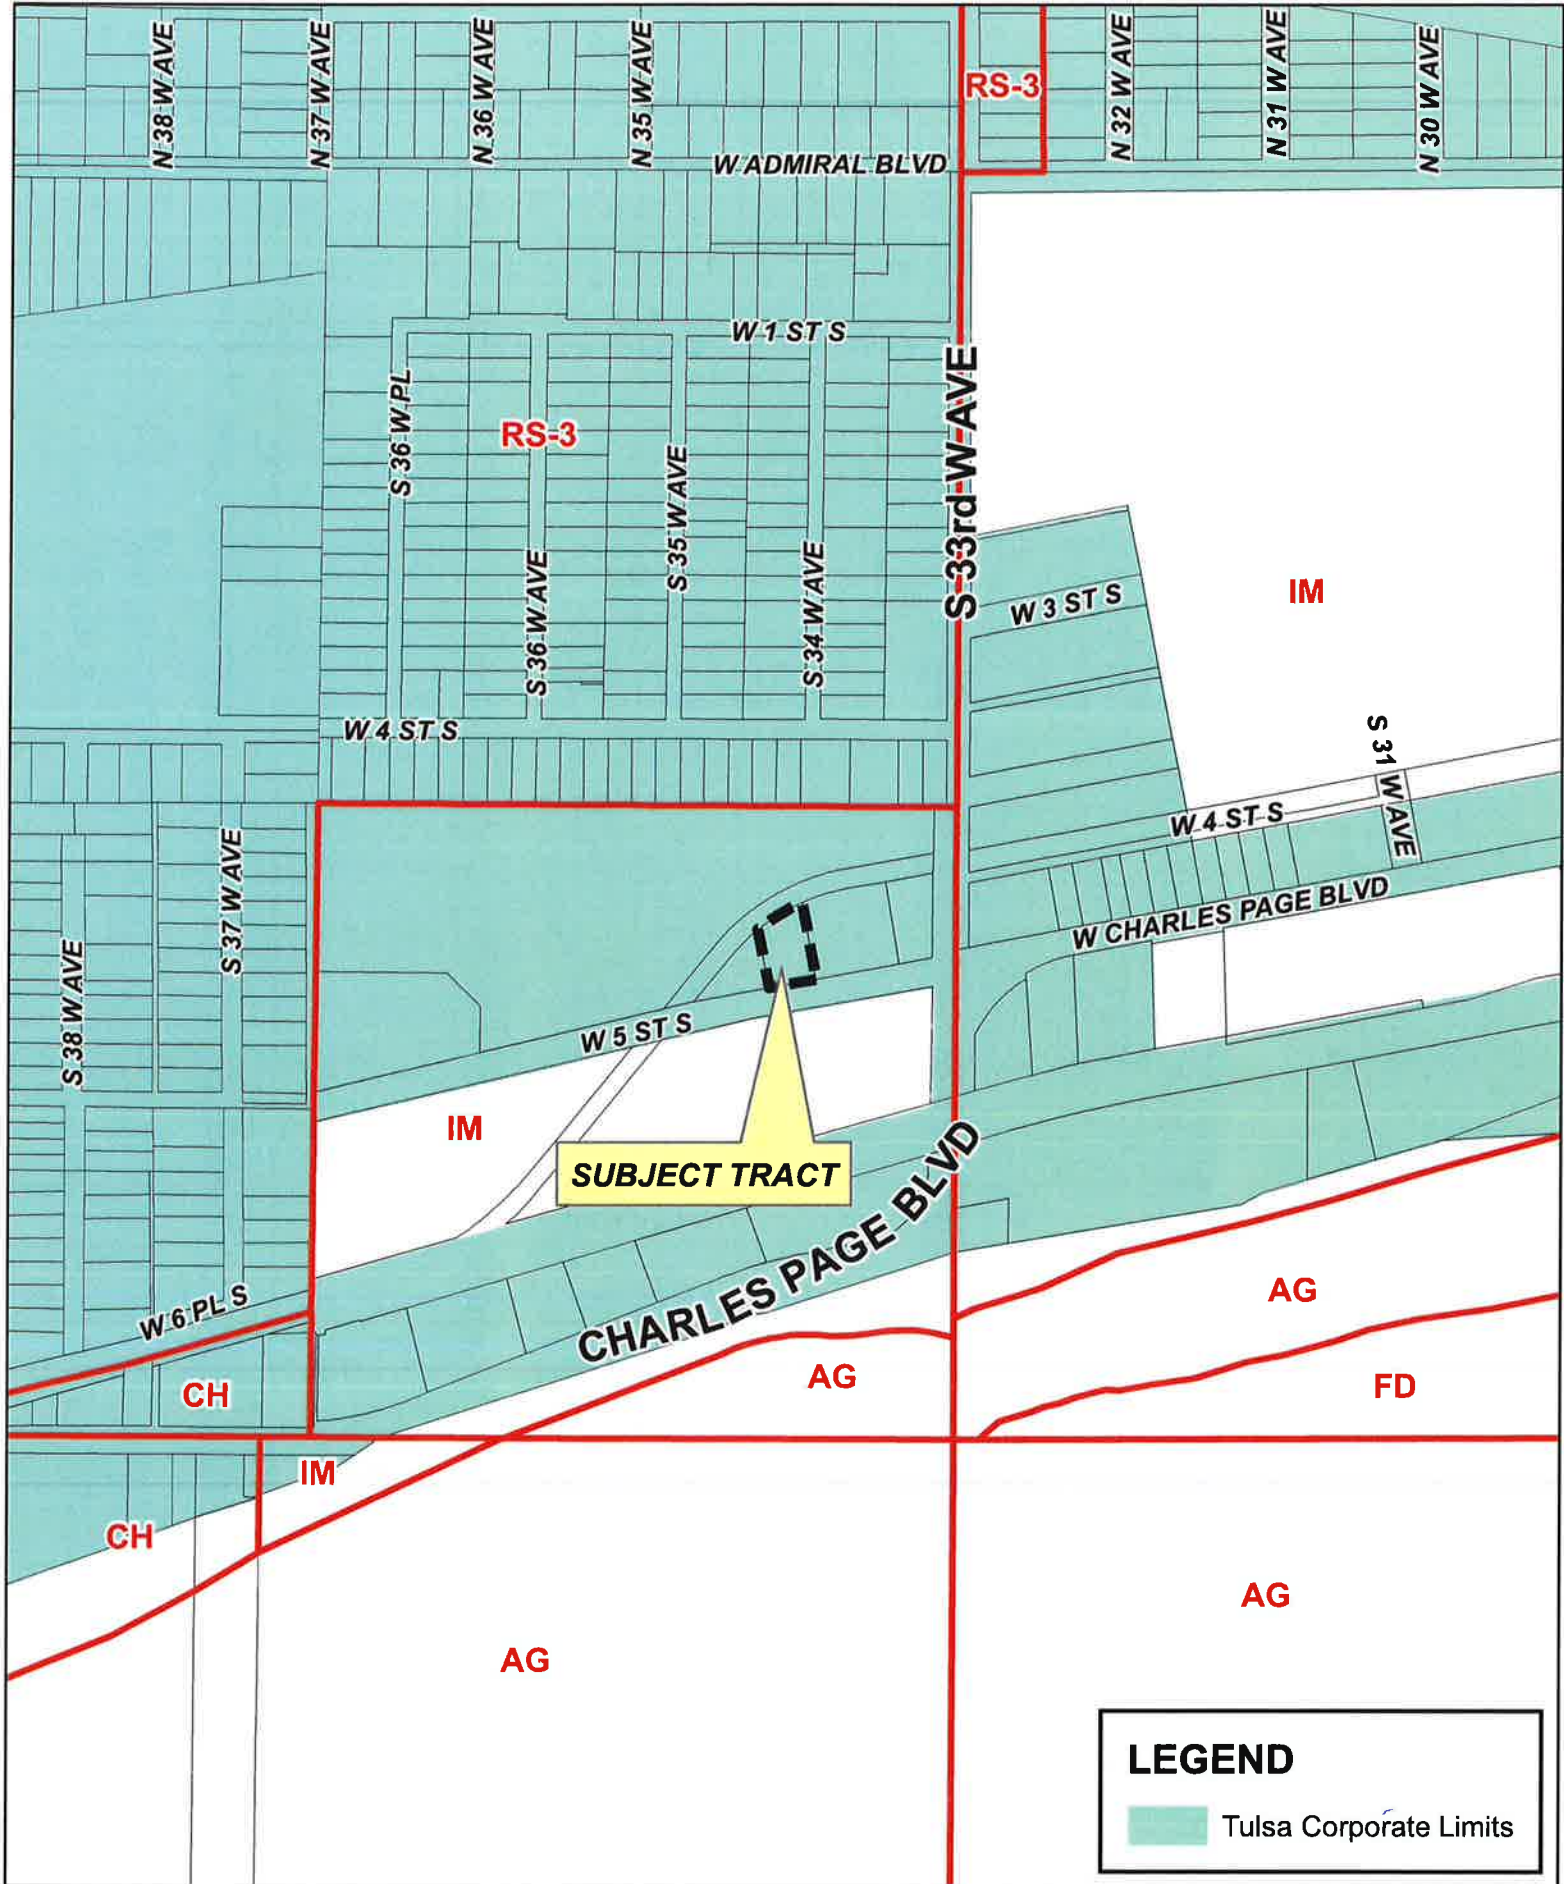 N 38 W AVE
N 37 W AVE
N 36 W AVE
N 35 W AVE
RS-3
N 32 W AVE
N 31 W AVE
N 30 W AVE
W ADMIRAL BLVD
W 1 ST S
S 36 W PL
RS-3
S 36 W AVE
S 35 W AVE
S 34 W AVE
S 33rd W AVE
W 3 ST S
IM
W 4 ST S
S 31 W AVE
W 4 ST S
S 37 W AVE
S 38 W AVE
W CHARLES PAGE BLVD
W 5 ST S
IM
SUBJECT TRACT
CHARLES PAGE BLVD
W 6 PL S
AG
AG
CH
FD
IM
CH
AG
AG
LEGEND
Tulsa Corporate Limits